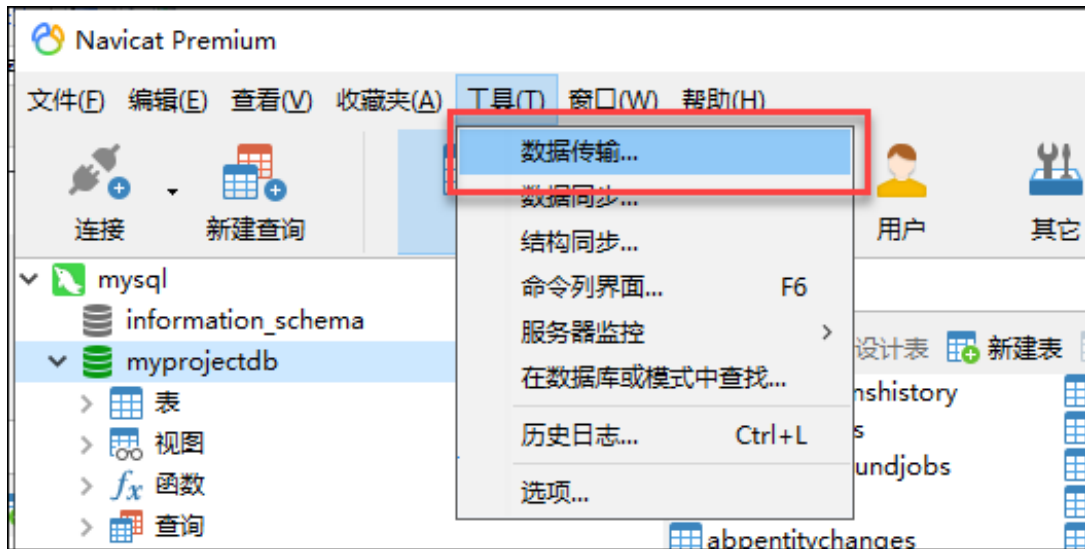 Navicat Premium
文件(F) 编辑(E) 查看(V) 收藏夹(A) 工具(T) 窗口(W) 帮助(H)
数据传输...
数据同步...
连接 新建查询 用户 其它
结构同步...
mysql
命令列界面... F6
information_schema
服务器监控
设计表 新建表
myprojectdb
在数据库或模式中查找...
nshistory
表
历史日志... Ctrl+L
s
视图
undjobs
函数
选项...
查询
abpentitychanges